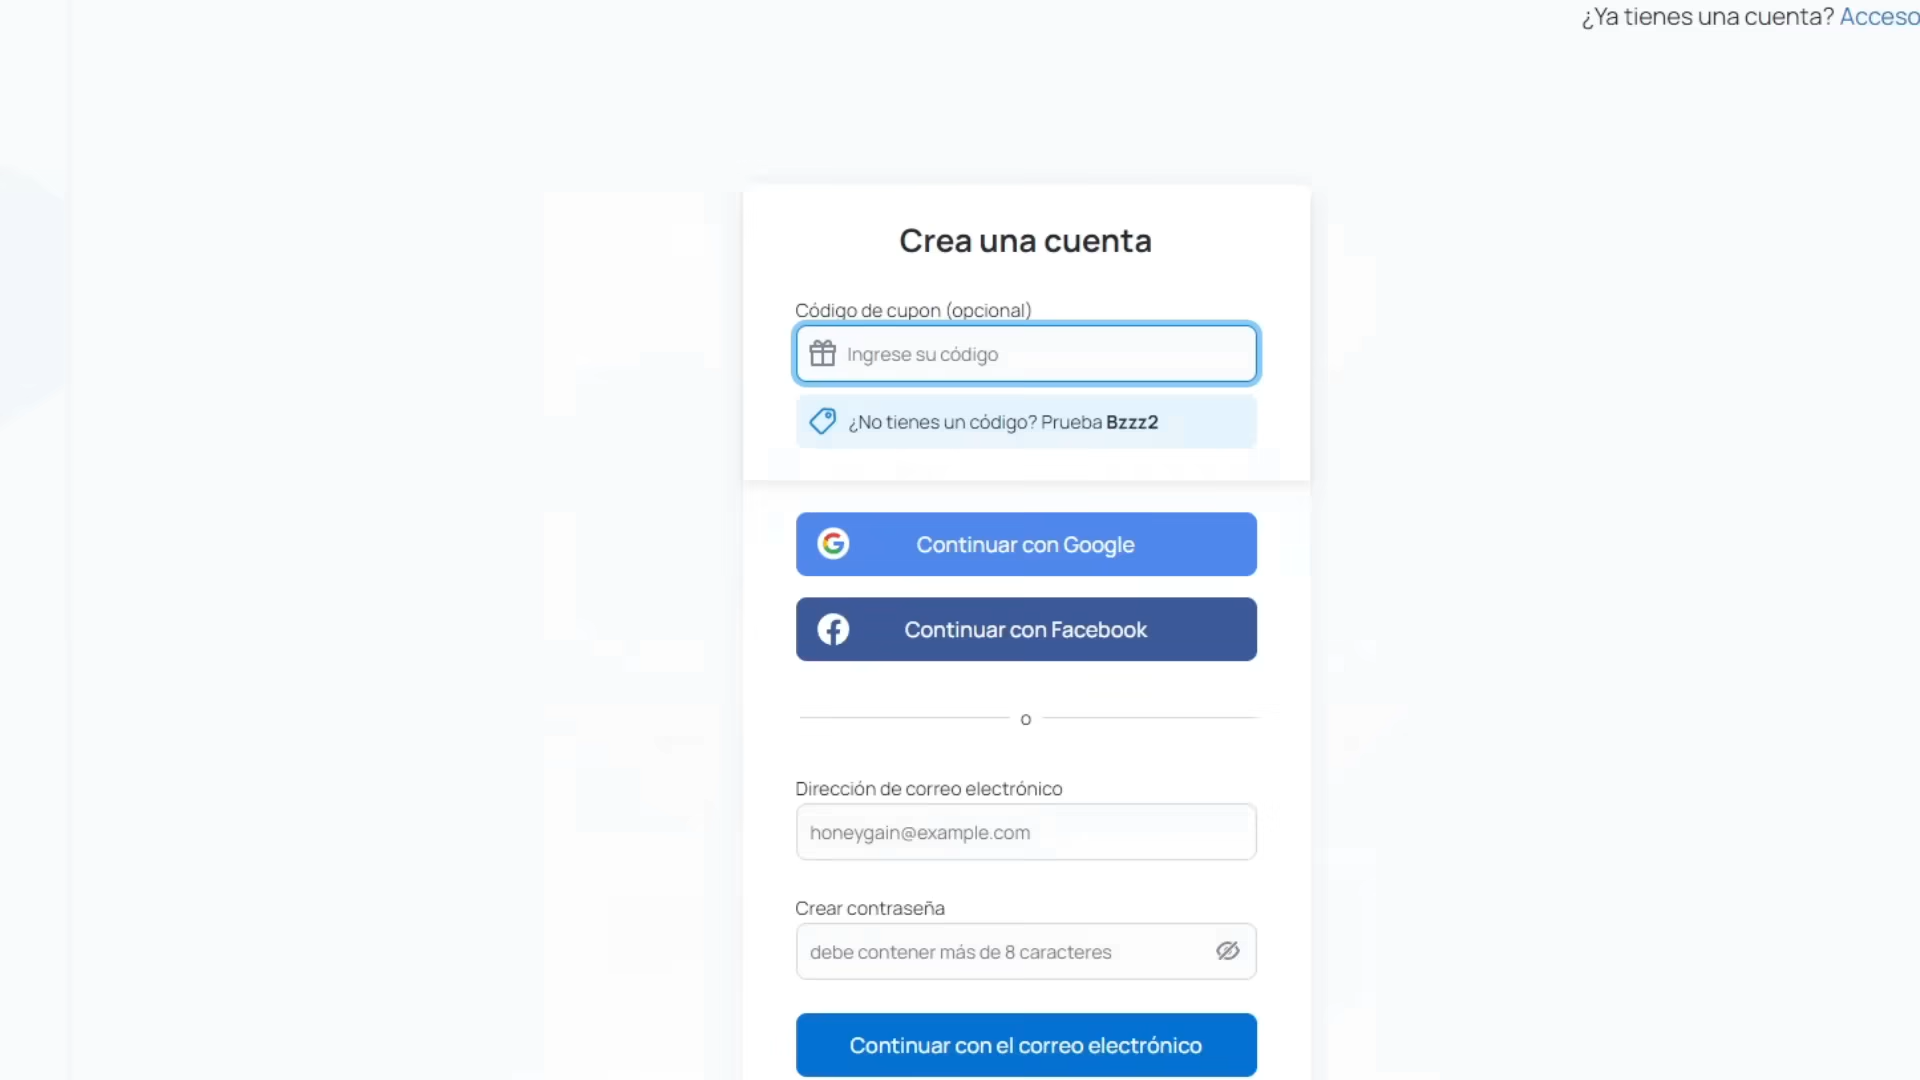 ¿Ya tienes una cuenta? Acceso
Crea una cuenta
Código de cupon (opcional)
Ingrese su código
¿No tienes un código? Prueba Bzzz2
Continuar con Google
Continuar con Facebook
o
Dirección de correo electrónico
honeygain@example.com
Crear contraseña
debe contener más de 8 caracteres
Continuar con el correo electrónico